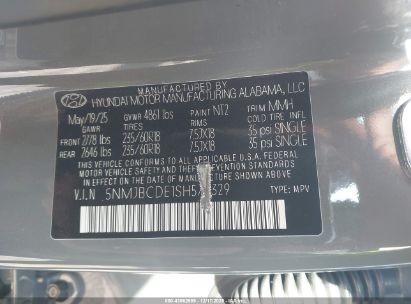 MANUFACTURED BY
HYUNDAI MOTOR MANUFACTURING ALABAMA, LLC
May/19/25 GVWR 4861 lbs PAINT NT2 TRIM MMH
GAWR TIRES RIMS COLD TIRE INFL
FRONT 2778 lbs 235/60R18 7.5JX18 35 psi SINGLE
REAR 2646 lbs 235/60R18 7.5JX18 35 psi SINGLE
THIS VEHICLE CONFORMS TO ALL APPLICABLE U.S.A. FEDERAL MOTOR
VEHICLE SAFETY, BUMPER, AND THEFT PREVENTION STANDARDS
IN EFFECT ON THE DATE OF MANUFACTURE SHOWN ABOVE.
V.I.N 5NMJBCDE1SH5 329 TYPE: MPV